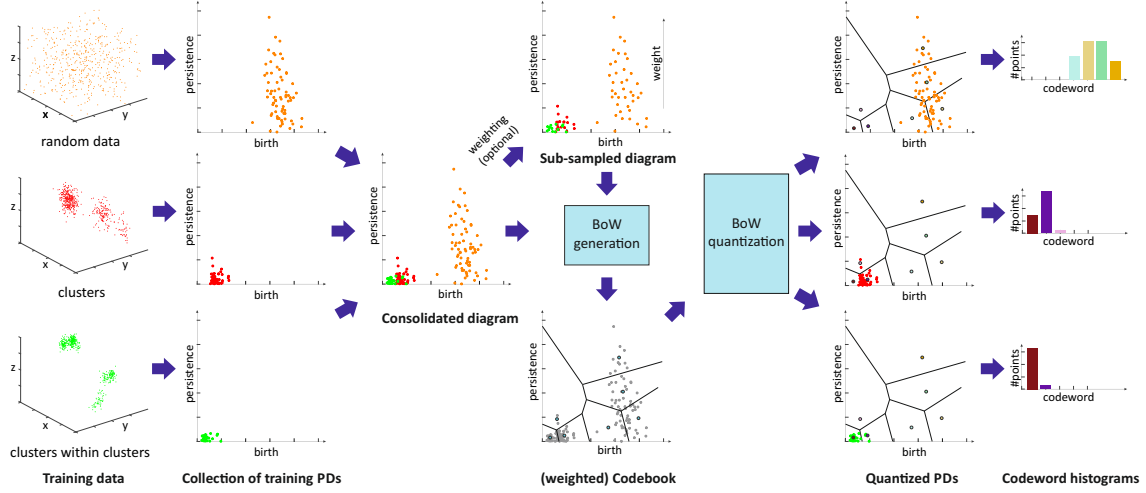 z
x
y
random data
persistence
birth
z
x
y
clusters
persistence
birth
z
x
y
clusters within clusters
persistence
birth
Training data
Collection of training PDs
persistence
birth
Consolidated diagram
weighting
(optional)
persistence
weight
birth
Sub-sampled diagram
BoW
generation
persistence
birth
(weighted) Codebook
BoW
quantization
persistence
birth
persistence
birth
persistence
birth
Quantized PDs
#points
codeword
#points
codeword
#points
codeword
Codeword histograms